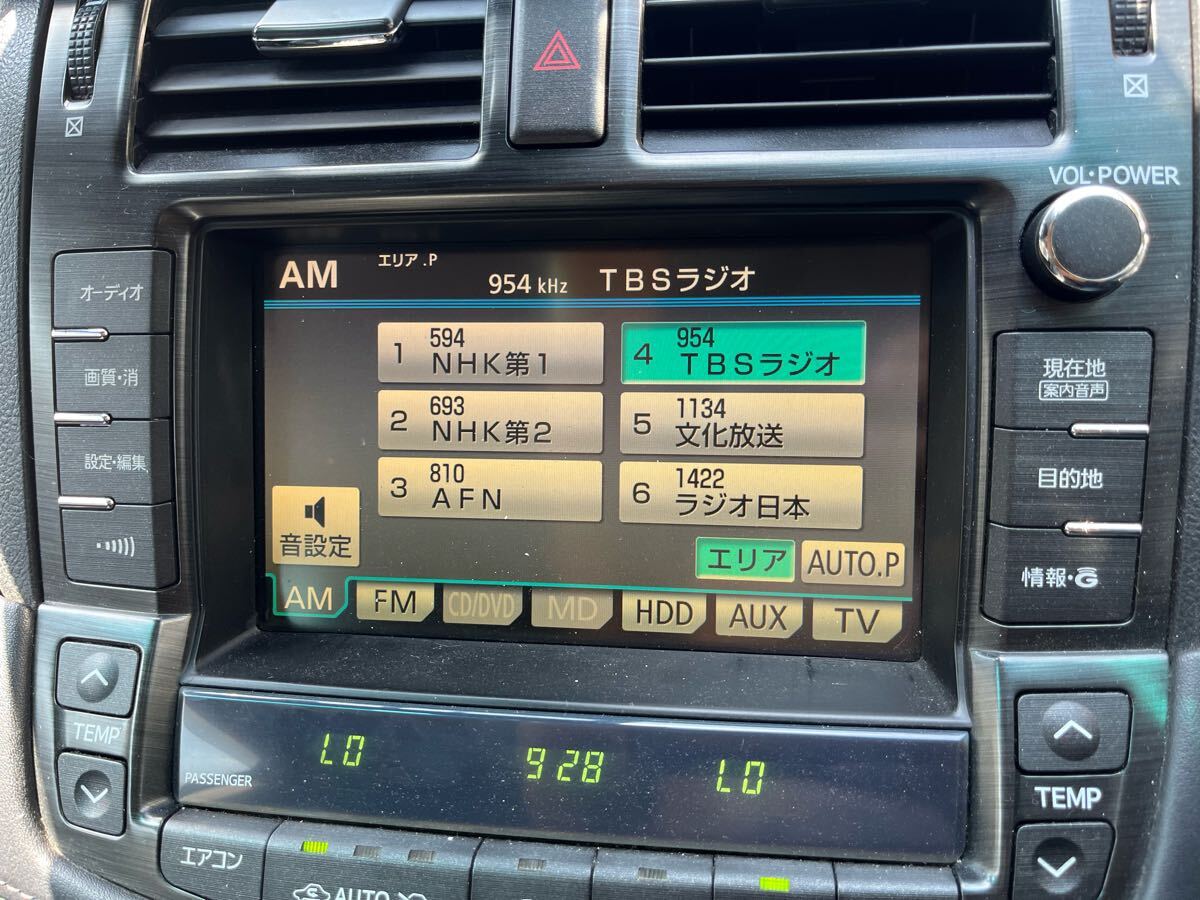 VOL・POWER
AM
エリア.P
954 kHz TBSラジオ
オーディオ
画質・消
設定・編集
1 594 NHK第1
2 693 NHK第2
3 810 AFN
4 954 TBSラジオ
5 1134 文化放送
6 1422 ラジオ日本
音設定
エリア
AUTO.P
AM
FM
CD/DVD
MD
HDD
AUX
TV
現在地
案内音声
目的地
情報・G
TEMP
PASSENGER
LO
9 28
LO
TEMP
エアコン
AUTO